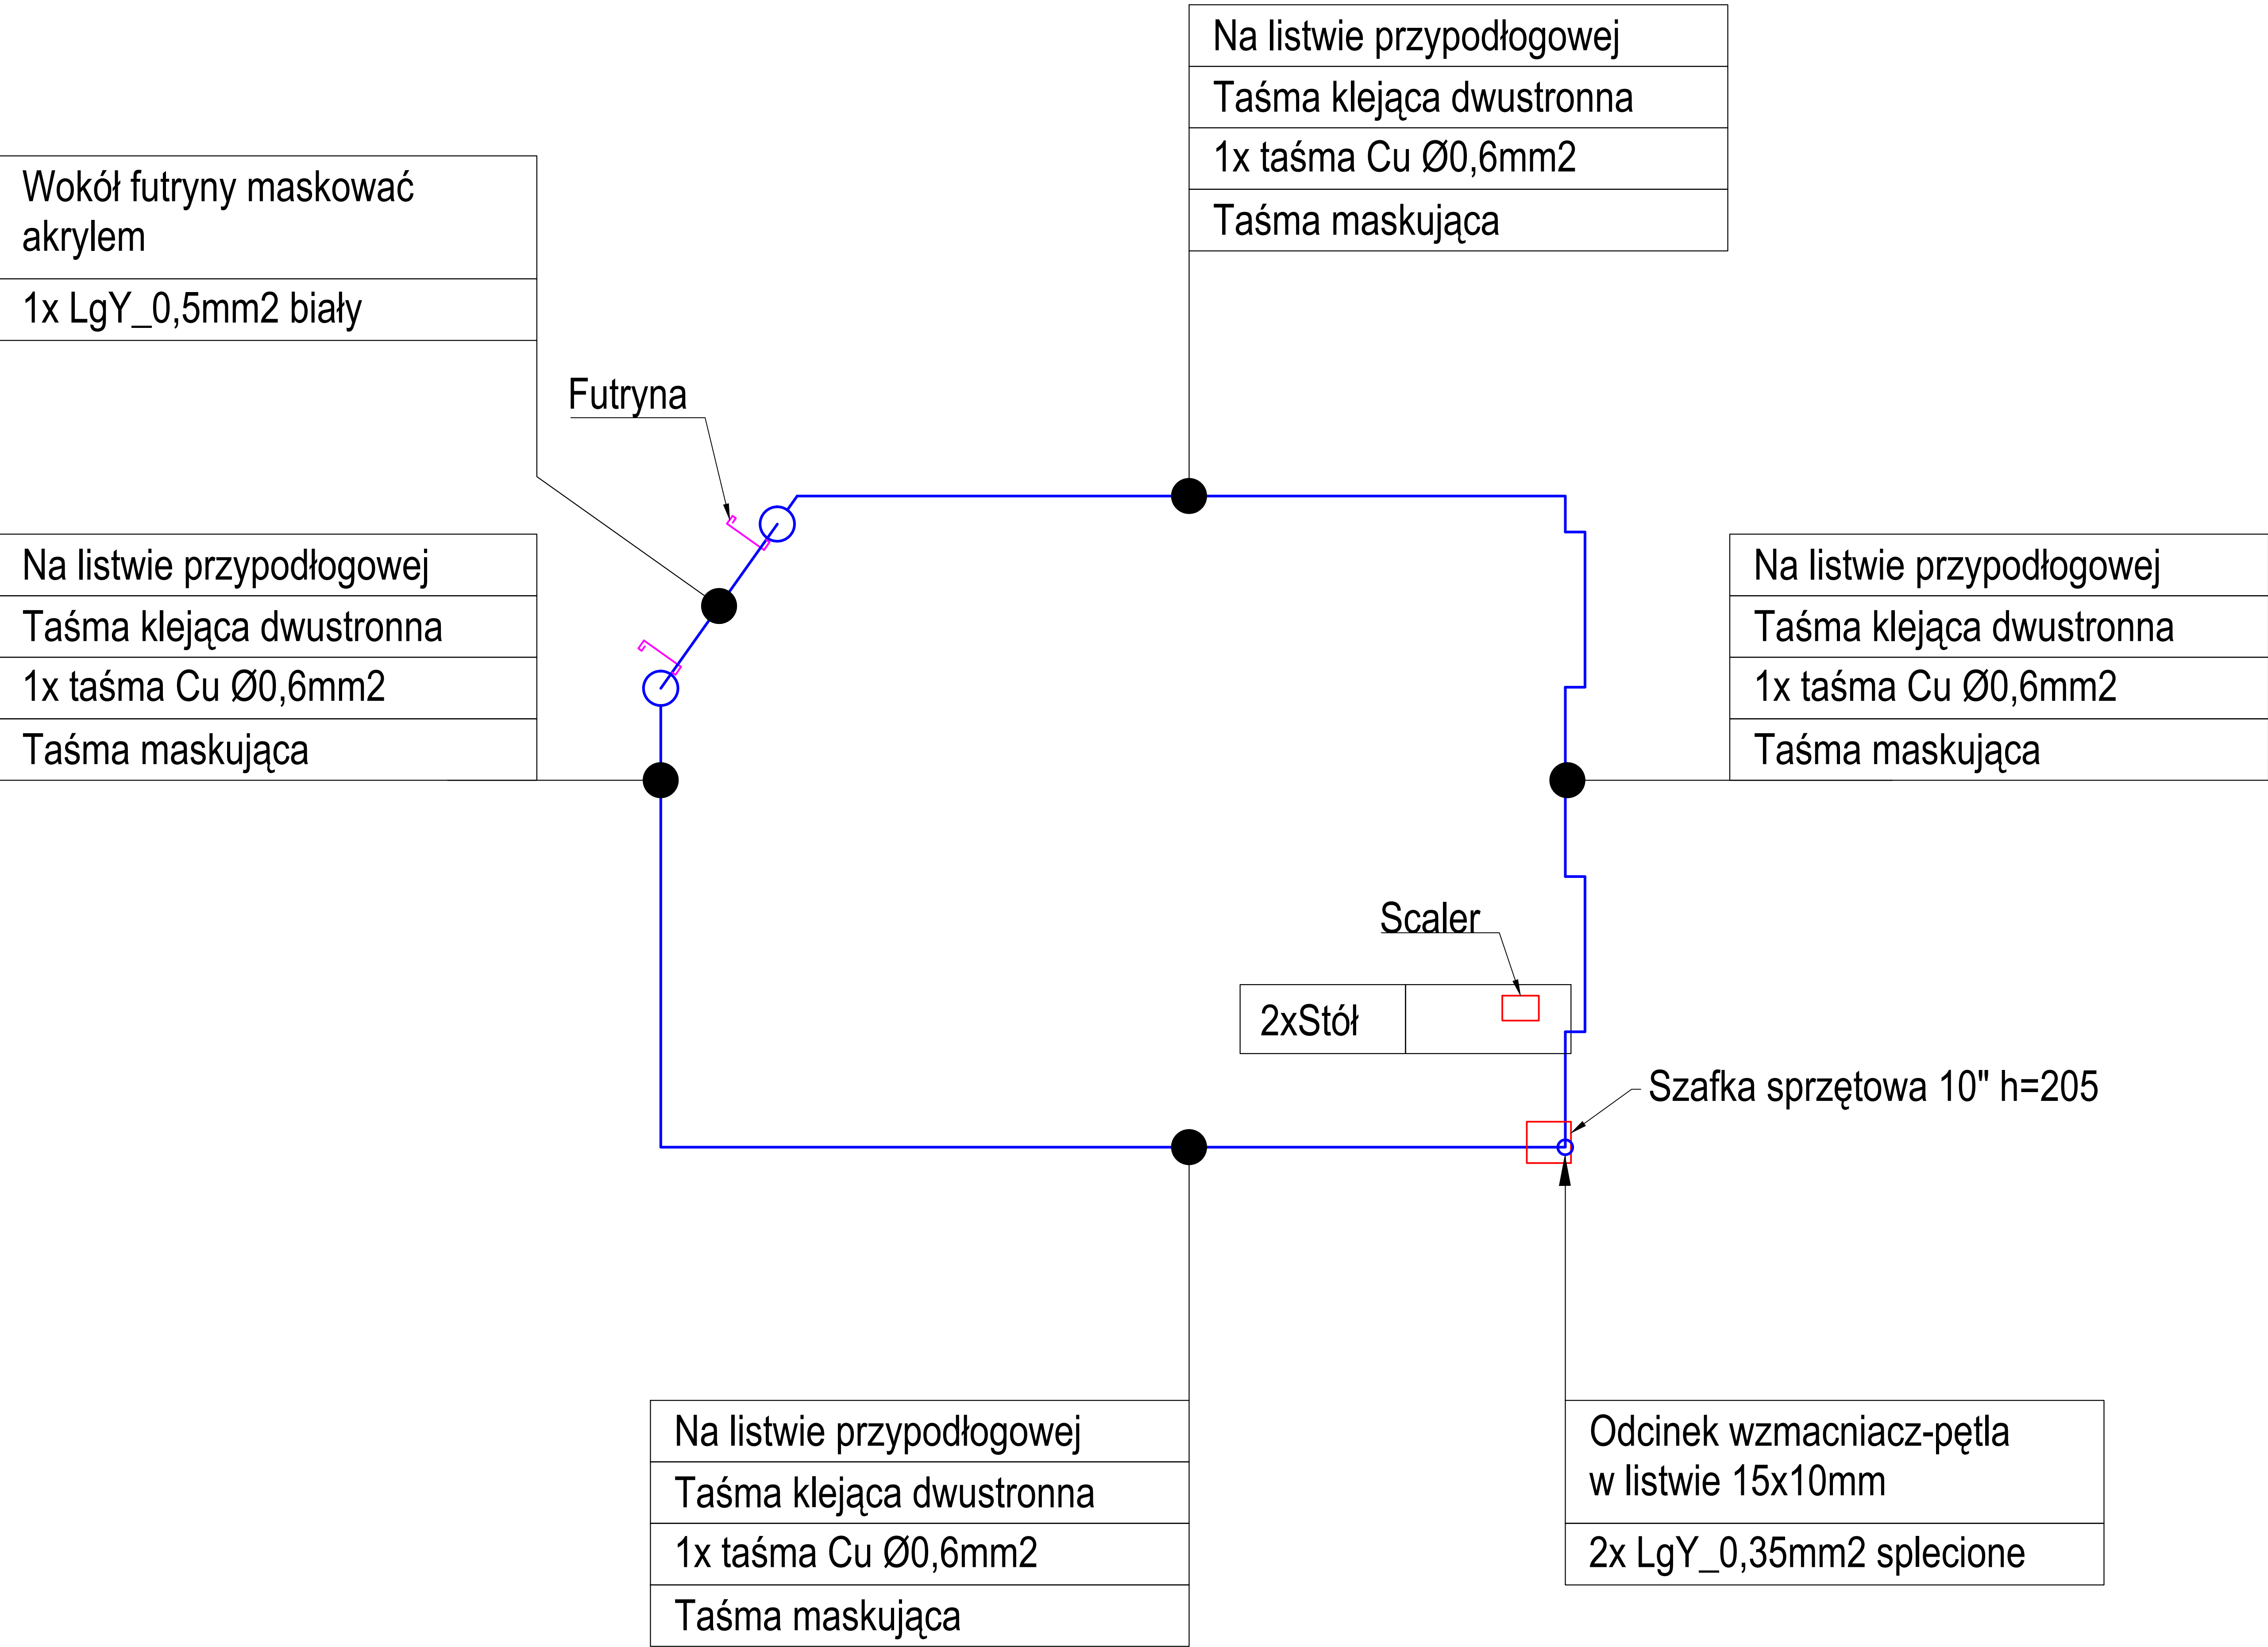 Na listwie przypodłogowej
Taśma klejąca dwustronna
1x taśma Cu Ø0,6mm2
Taśma maskująca
Wokół futryny maskować
akrylem
1x LgY_0,5mm2 biały
Futryna
Na listwie przypodłogowej
Taśma klejąca dwustronna
1x taśma Cu Ø0,6mm2
Taśma maskująca
Na listwie przypodłogowej
Taśma klejąca dwustronna
1x taśma Cu Ø0,6mm2
Taśma maskująca
Scaler
2xStół
Szafka sprzętowa 10" h=205
Na listwie przypodłogowej
Taśma klejąca dwustronna
1x taśma Cu Ø0,6mm2
Taśma maskująca
Odcinek wzmacniacz-pętla
w listwie 15x10mm
2x LgY_0,35mm2 splecione